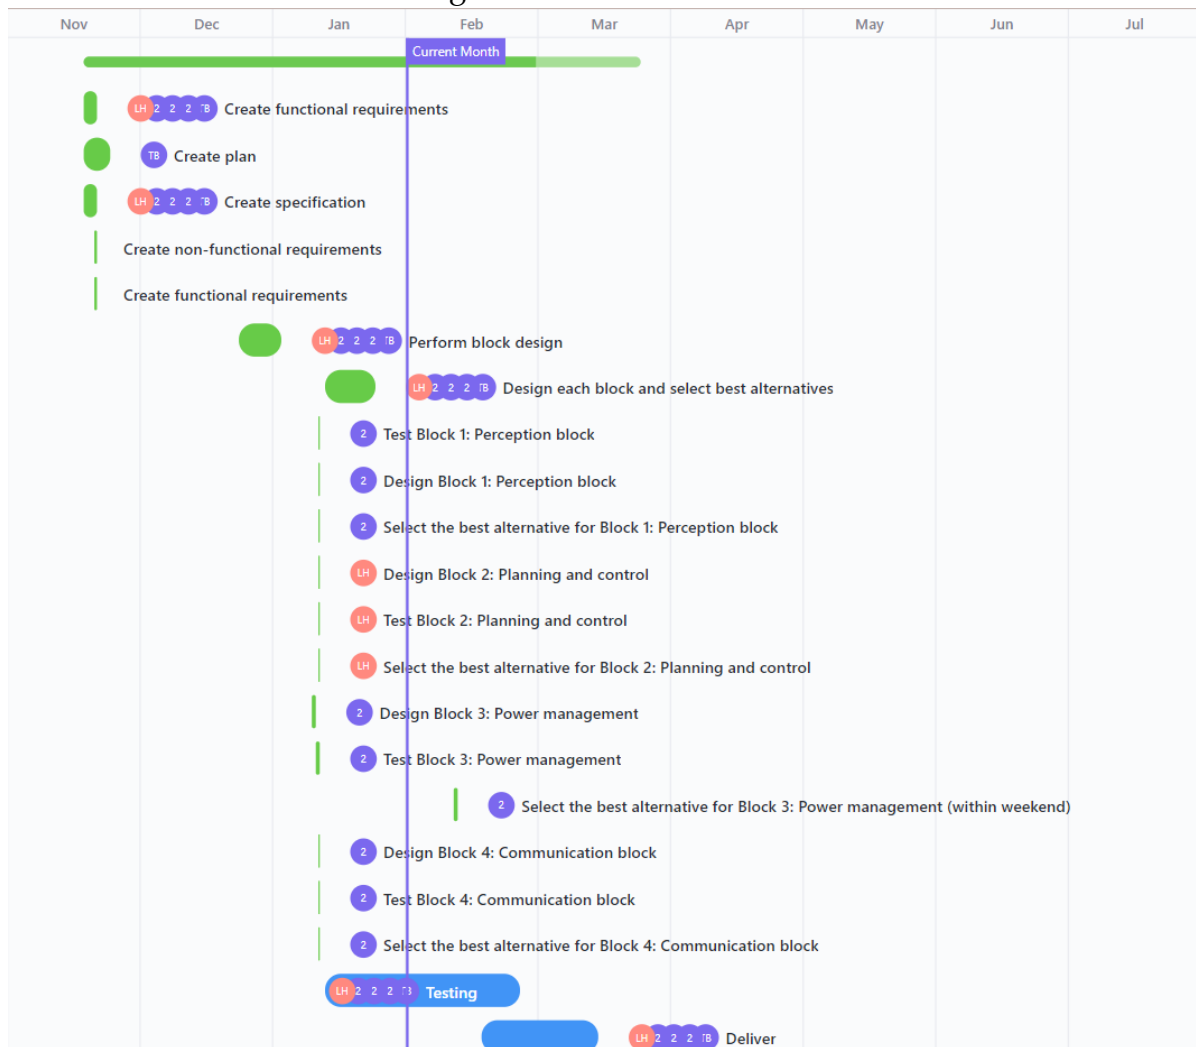 Nov Dec Jan Feb Mar Apr May Jun Jul
Current Month
LH 2 2 2 TB Create functional requirements
TB Create plan
LH 2 2 2 TB Create specification
Create non-functional requirements
Create functional requirements
LH 2 2 2 TB Perform block design
LH 2 2 2 TB Design each block and select best alternatives
2 Test Block 1: Perception block
2 Design Block 1: Perception block
2 Select the best alternative for Block 1: Perception block
LH Design Block 2: Planning and control
LH Test Block 2: Planning and control
LH Select the best alternative for Block 2: Planning and control
2 Design Block 3: Power management
2 Test Block 3: Power management
2 Select the best alternative for Block 3: Power management (within weekend)
2 Design Block 4: Communication block
2 Test Block 4: Communication block
2 Select the best alternative for Block 4: Communication block
LH 2 2 2 TB Testing
LH 2 2 2 TB Deliver